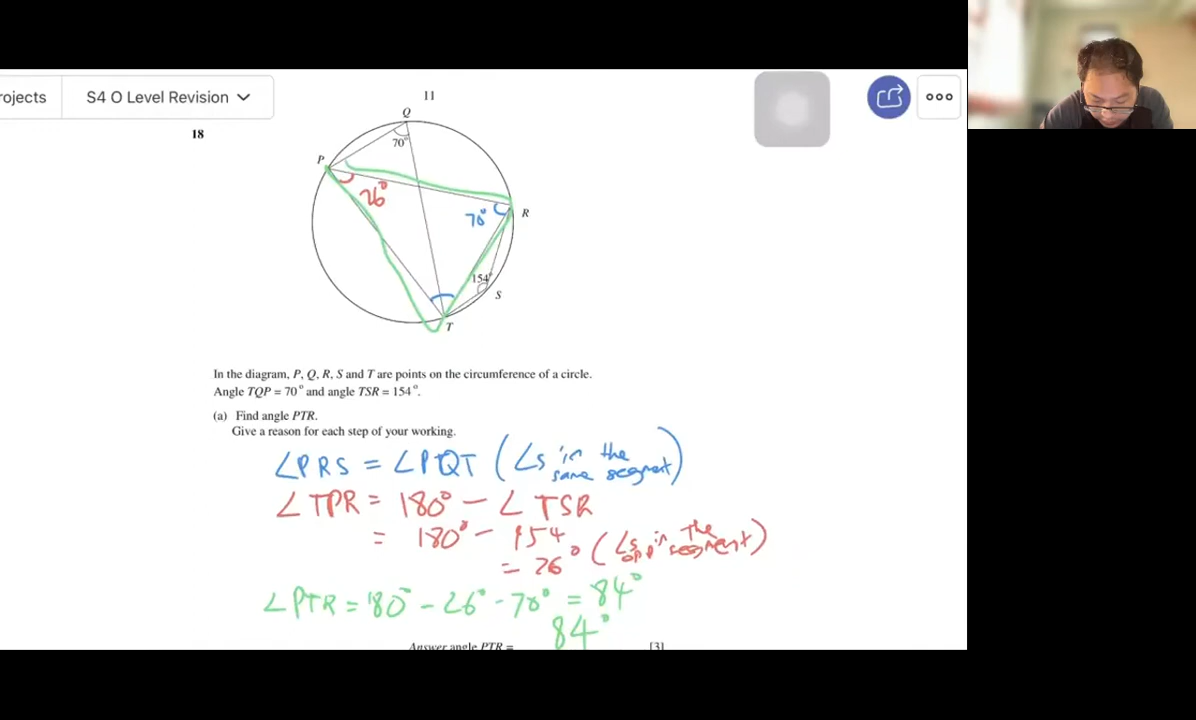 rojects
S4 O Level Revision
11
18
Q
70°
P
26°
70°
R
154°
S
T
In the diagram, P, Q, R, S and T are points on the circumference of a circle.
Angle TQP = 70° and angle TSR = 154°.
(a) Find angle PTR.
Give a reason for each step of your working.
∠PRS = ∠PQT (∠s in the same segment)
∠TPR = 180° - ∠TSR
= 180° - 154
= 26° (∠s in the opp segment)
∠PTR = 180° - 26° - 70° = 84°
84°
Answer angle PTR =
[3]